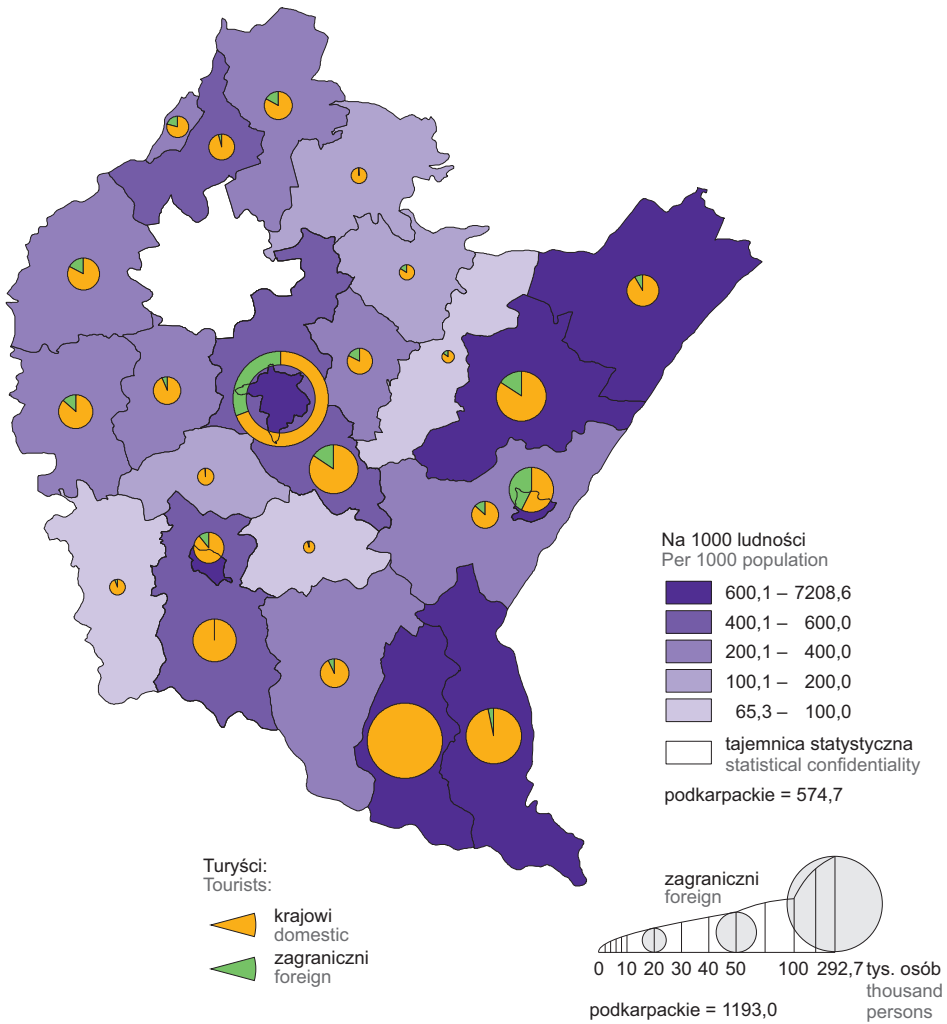 Na 1000 ludności
Per 1000 population
600,1 – 7208,6
400,1 – 600,0
200,1 – 400,0
100,1 – 200,0
65,3 – 100,0
tajemnica statystyczna
statistical confidentiality
podkarpackie = 574,7
Turyści:
Tourists:
krajowi
domestic
zagraniczni
foreign
zagraniczni
foreign
0 10 20 30 40 50 100 292,7 tys. osób
thousand
persons
podkarpackie = 1193,0